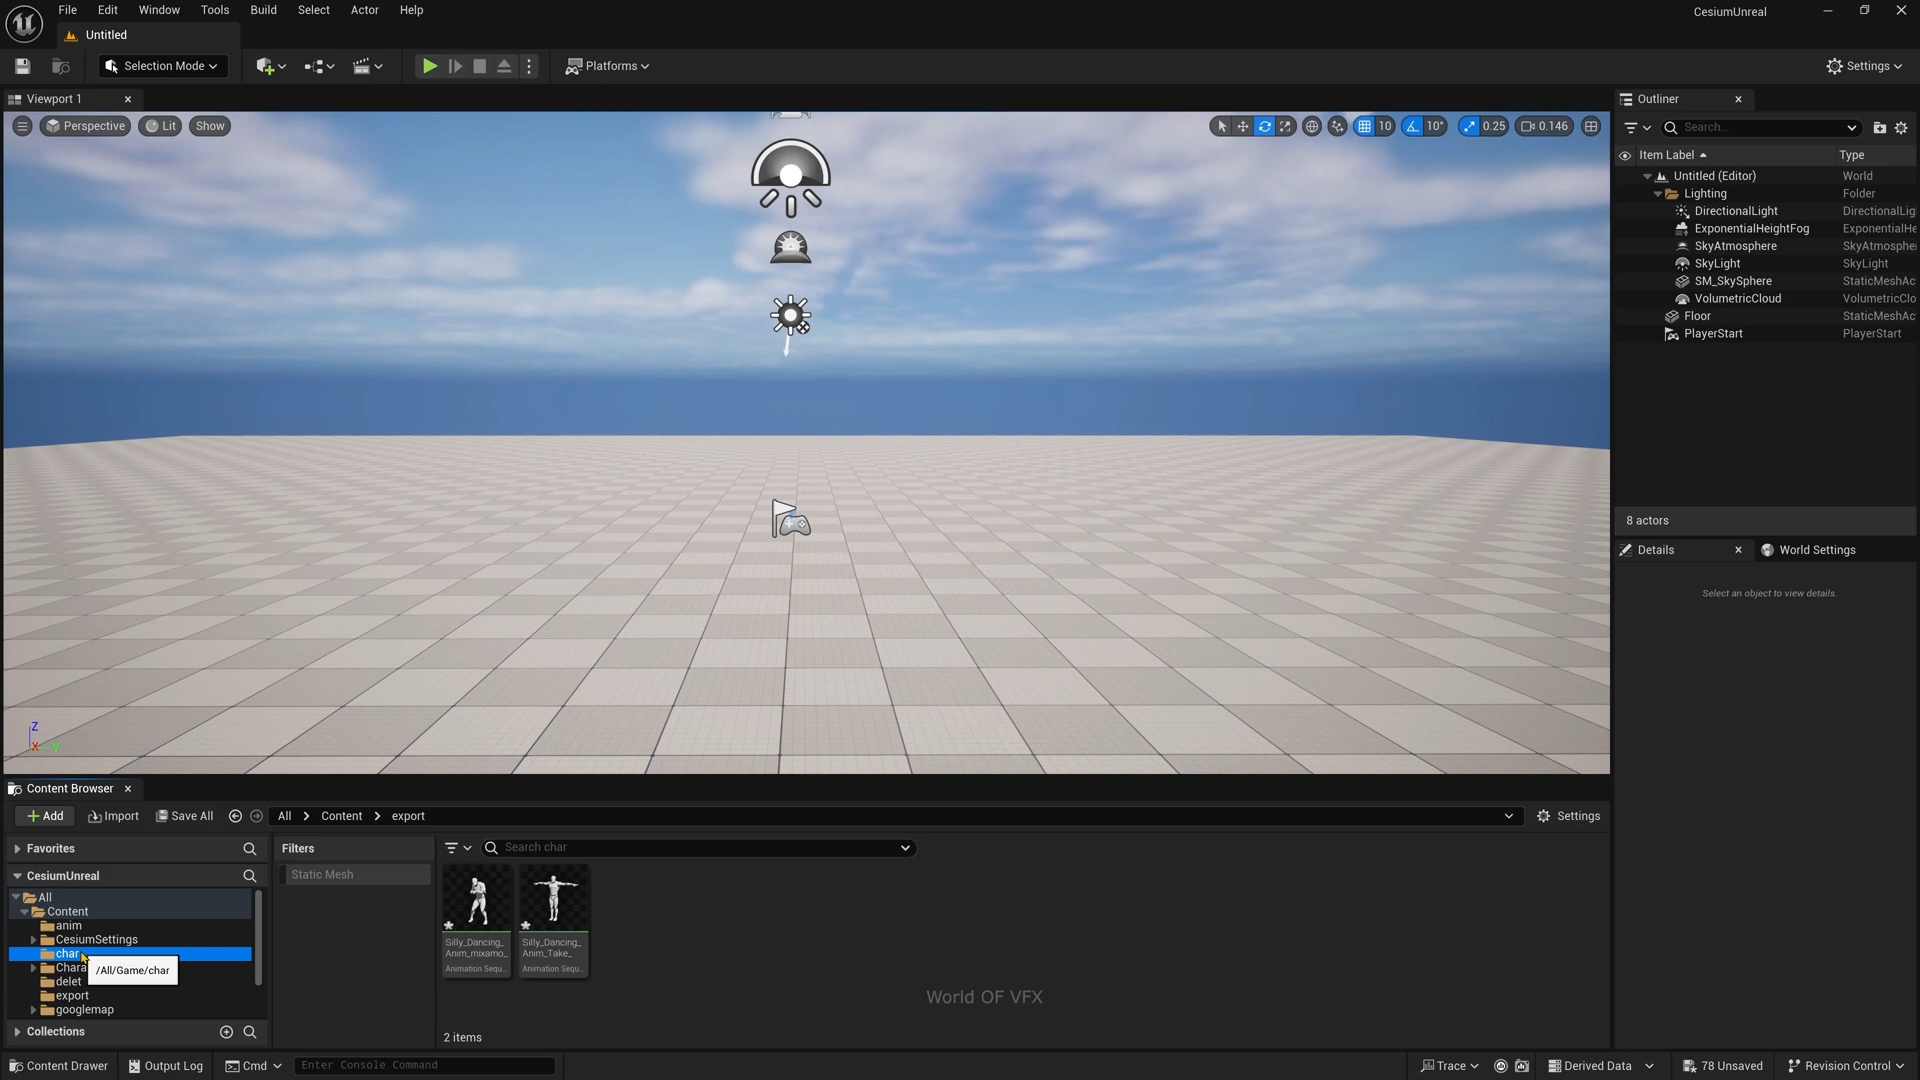 File Edit Window Tools Build Select Actor Help
CesiumUnreal
Untitled
Selection Mode
Platforms
Settings
Viewport 1
Outliner
Perspective Lit Show
10 10° 0.25 0.146
Search...
Item Label Type
Untitled (Editor) World
Lighting Folder
DirectionalLight DirectionalLig
ExponentialHeightFog ExponentialHe
SkyAtmosphere SkyAtmospher
SkyLight SkyLight
SM_SkySphere StaticMeshAc
VolumetricCloud VolumetricClo
Floor StaticMeshAc
PlayerStart PlayerStart
8 actors
Details World Settings
Select an object to view details.
Z
X Y
Content Browser
Add Import Save All All Content export Settings
Favorites
Filters
Search char
CesiumUnreal
Static Mesh
All
Content
anim
CesiumSettings
char
Chara
/All/Game/char
delet
export
googlemap
Collections
Silly_Dancing_
Anim_mixamo_
Animation Sequ...
Silly_Dancing_
Anim_Take_
Animation Sequ...
World OF VFX
2 items
Content Drawer Output Log Cmd Enter Console Command Trace Derived Data 78 Unsaved Revision Control